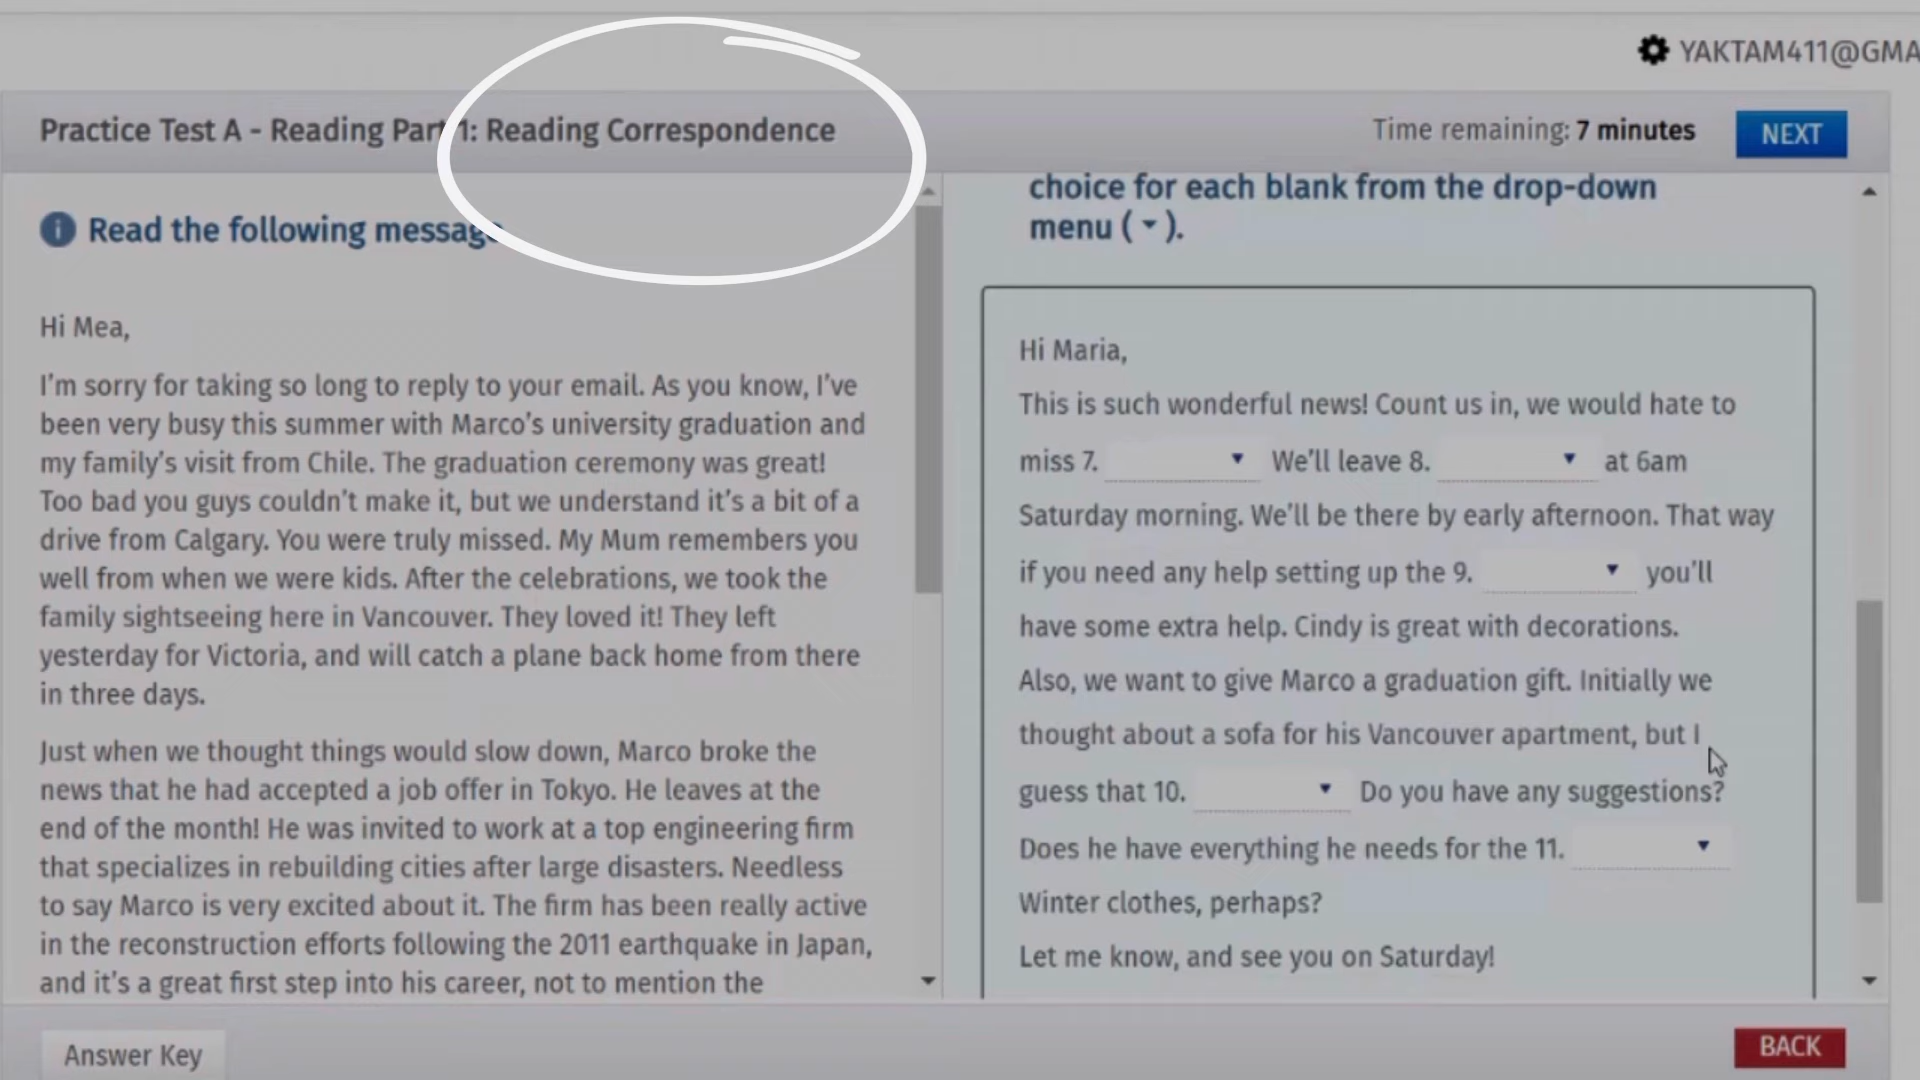 YAKTAM411@GMA
Practice Test A - Reading Part 1: Reading Correspondence
Time remaining: 7 minutes
NEXT
Read the following message
Hi Mea,
I'm sorry for taking so long to reply to your email. As you know, I've
been very busy this summer with Marco's university graduation and
my family's visit from Chile. The graduation ceremony was great!
Too bad you guys couldn't make it, but we understand it's a bit of a
drive from Calgary. You were truly missed. My Mum remembers you
well from when we were kids. After the celebrations, we took the
family sightseeing here in Vancouver. They loved it! They left
yesterday for Victoria, and will catch a plane back home from there
in three days.
Just when we thought things would slow down, Marco broke the
news that he had accepted a job offer in Tokyo. He leaves at the
end of the month! He was invited to work at a top engineering firm
that specializes in rebuilding cities after large disasters. Needless
to say Marco is very excited about it. The firm has been really active
in the reconstruction efforts following the 2011 earthquake in Japan,
and it's a great first step into his career, not to mention the
choice for each blank from the drop-down
menu ( ).
Hi Maria,
This is such wonderful news! Count us in, we would hate to
miss 7. We'll leave 8. at 6am
Saturday morning. We'll be there by early afternoon. That way
if you need any help setting up the 9. you'll
have some extra help. Cindy is great with decorations.
Also, we want to give Marco a graduation gift. Initially we
thought about a sofa for his Vancouver apartment, but I
guess that 10. Do you have any suggestions?
Does he have everything he needs for the 11.
Winter clothes, perhaps?
Let me know, and see you on Saturday!
Answer Key
BACK